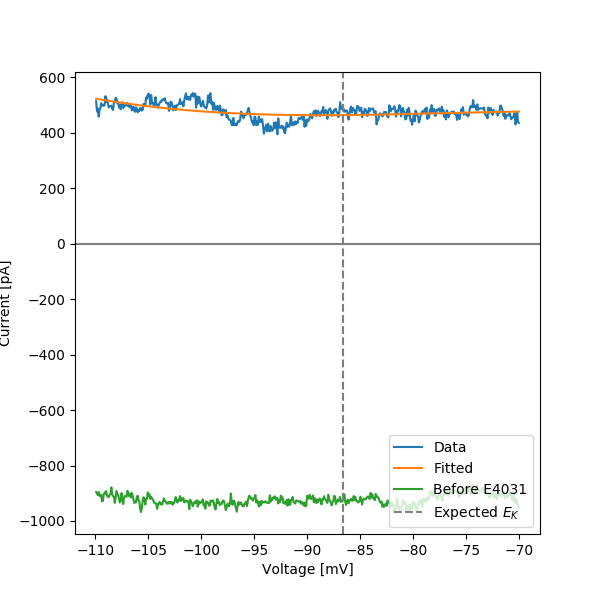 600
400
200
0
−200
−400
−600
−800
−1000
Current [pA]
Data
Fitted
Before E4031
Expected E_K
−110 −105 −100 −95 −90 −85 −80 −75 −70
Voltage [mV]